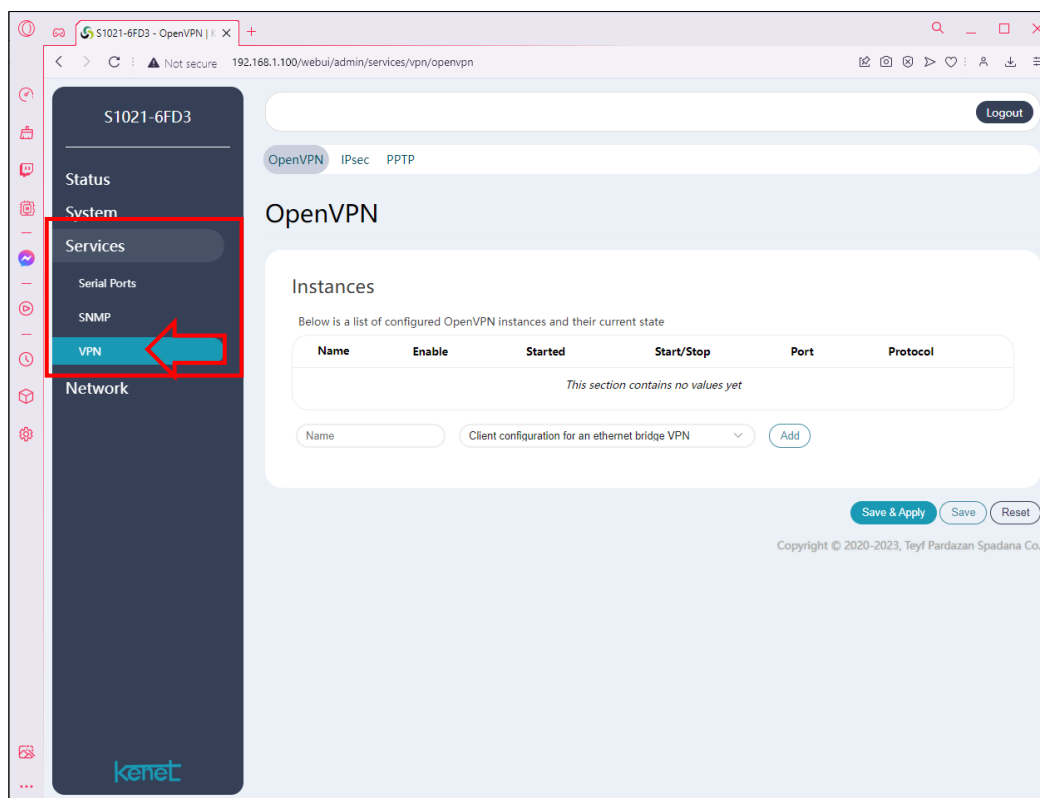 S1021-6FD3 - OpenVPN |
Not secure 192.168.1.100/webui/admin/services/vpn/openvpn
S1021-6FD3
Logout
OpenVPN IPsec PPTP
Status
System
Services
Serial Ports
SNMP
VPN
Network
OpenVPN
Instances
Below is a list of configured OpenVPN instances and their current state
Name Enable Started Start/Stop Port Protocol
This section contains no values yet
Name Client configuration for an ethernet bridge VPN Add
Save & Apply Save Reset
Copyright © 2020-2023, Teyf Pardazan Spadana Co.
kenet